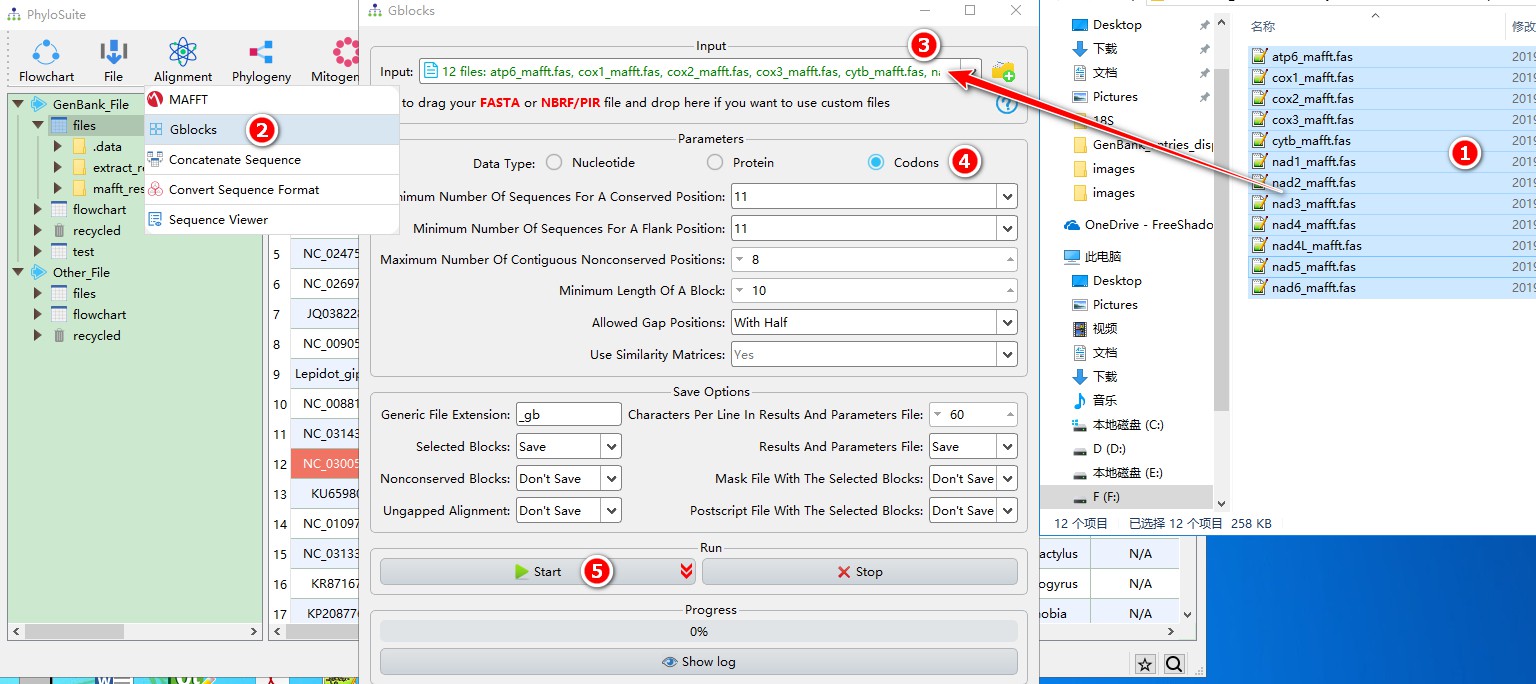 PhyloSuite
Flowchart File Alignment Phylogeny Mitogen
GenBank_File
files
.data
extract_re
mafft_res
flowchart
recycled
test
Other_File
files
flowchart
recycled
MAFFT
Gblocks 2
Concatenate Sequence
Convert Sequence Format
Sequence Viewer
5 NC_02475
6 NC_02697
7 JQ038228
8 NC_00905
9 Lepidot_gip
10 NC_00881
11 NC_03143
12 NC_03005
13 KU65980
14 NC_01097
15 NC_03133
16 KR87167
17 KP20877
Gblocks
3
Input
Input: 12 files: atp6_mafft.fas, cox1_mafft.fas, cox2_mafft.fas, cox3_mafft.fas, cytb_mafft.fas, na
to drag your FASTA or NBRF/PIR file and drop here if you want to use custom files
Parameters
Data Type: Nucleotide Protein Codons 4
nimum Number Of Sequences For A Conserved Position: 11
Minimum Number Of Sequences For A Flank Position: 11
Maximum Number Of Contiguous Nonconserved Positions: 8
Minimum Length Of A Block: 10
Allowed Gap Positions: With Half
Use Similarity Matrices: Yes
Save Options
Generic File Extension: _gb Characters Per Line In Results And Parameters File: 60
Selected Blocks: Save Results And Parameters File: Save
Nonconserved Blocks: Don't Save Mask File With The Selected Blocks: Don't Save
Ungapped Alignment: Don't Save Postscript File With The Selected Blocks: Don't Save
Run
Start 5 Stop
Progress
0%
Show log
Desktop
下载
文档
Pictures
18S
GenBank_entries_disp
images
images
OneDrive - FreeShado
此电脑
Desktop
Pictures
视频
文档
下载
音乐
本地磁盘 (C:)
D (D:)
本地磁盘 (E:)
F (F:)
名称 修改
atp6_mafft.fas 2019
cox1_mafft.fas 2019
cox2_mafft.fas 2019
cox3_mafft.fas 2019
cytb_mafft.fas 2019
1
nad1_mafft.fas 2019
nad2_mafft.fas 2019
nad3_mafft.fas 2019
nad4_mafft.fas 2019
nad4L_mafft.fas 2019
nad5_mafft.fas 2019
nad6_mafft.fas 2019
12 个项目 已选择 12 个项目 258 KB
actylus N/A
ogyrus N/A
obia N/A